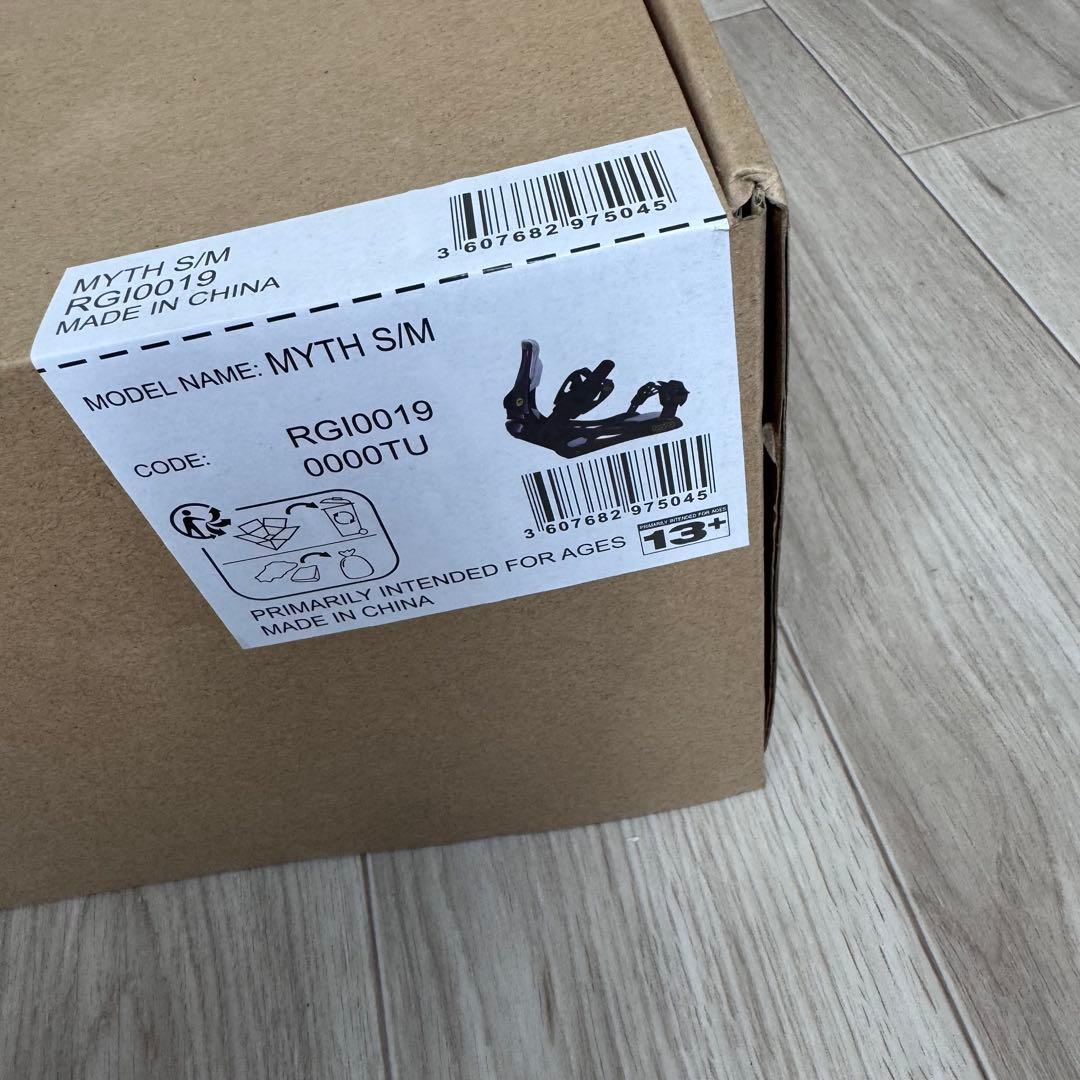 MYTH S/M
RGI0019
MADE IN CHINA
3 607682 975045
MODEL NAME: MYTH S/M
CODE: RGI0019
0000TU
3 607682 975045
PRIMARILY INTENDED FOR AGES
13+
PRIMARILY INTENDED FOR AGES
MADE IN CHINA